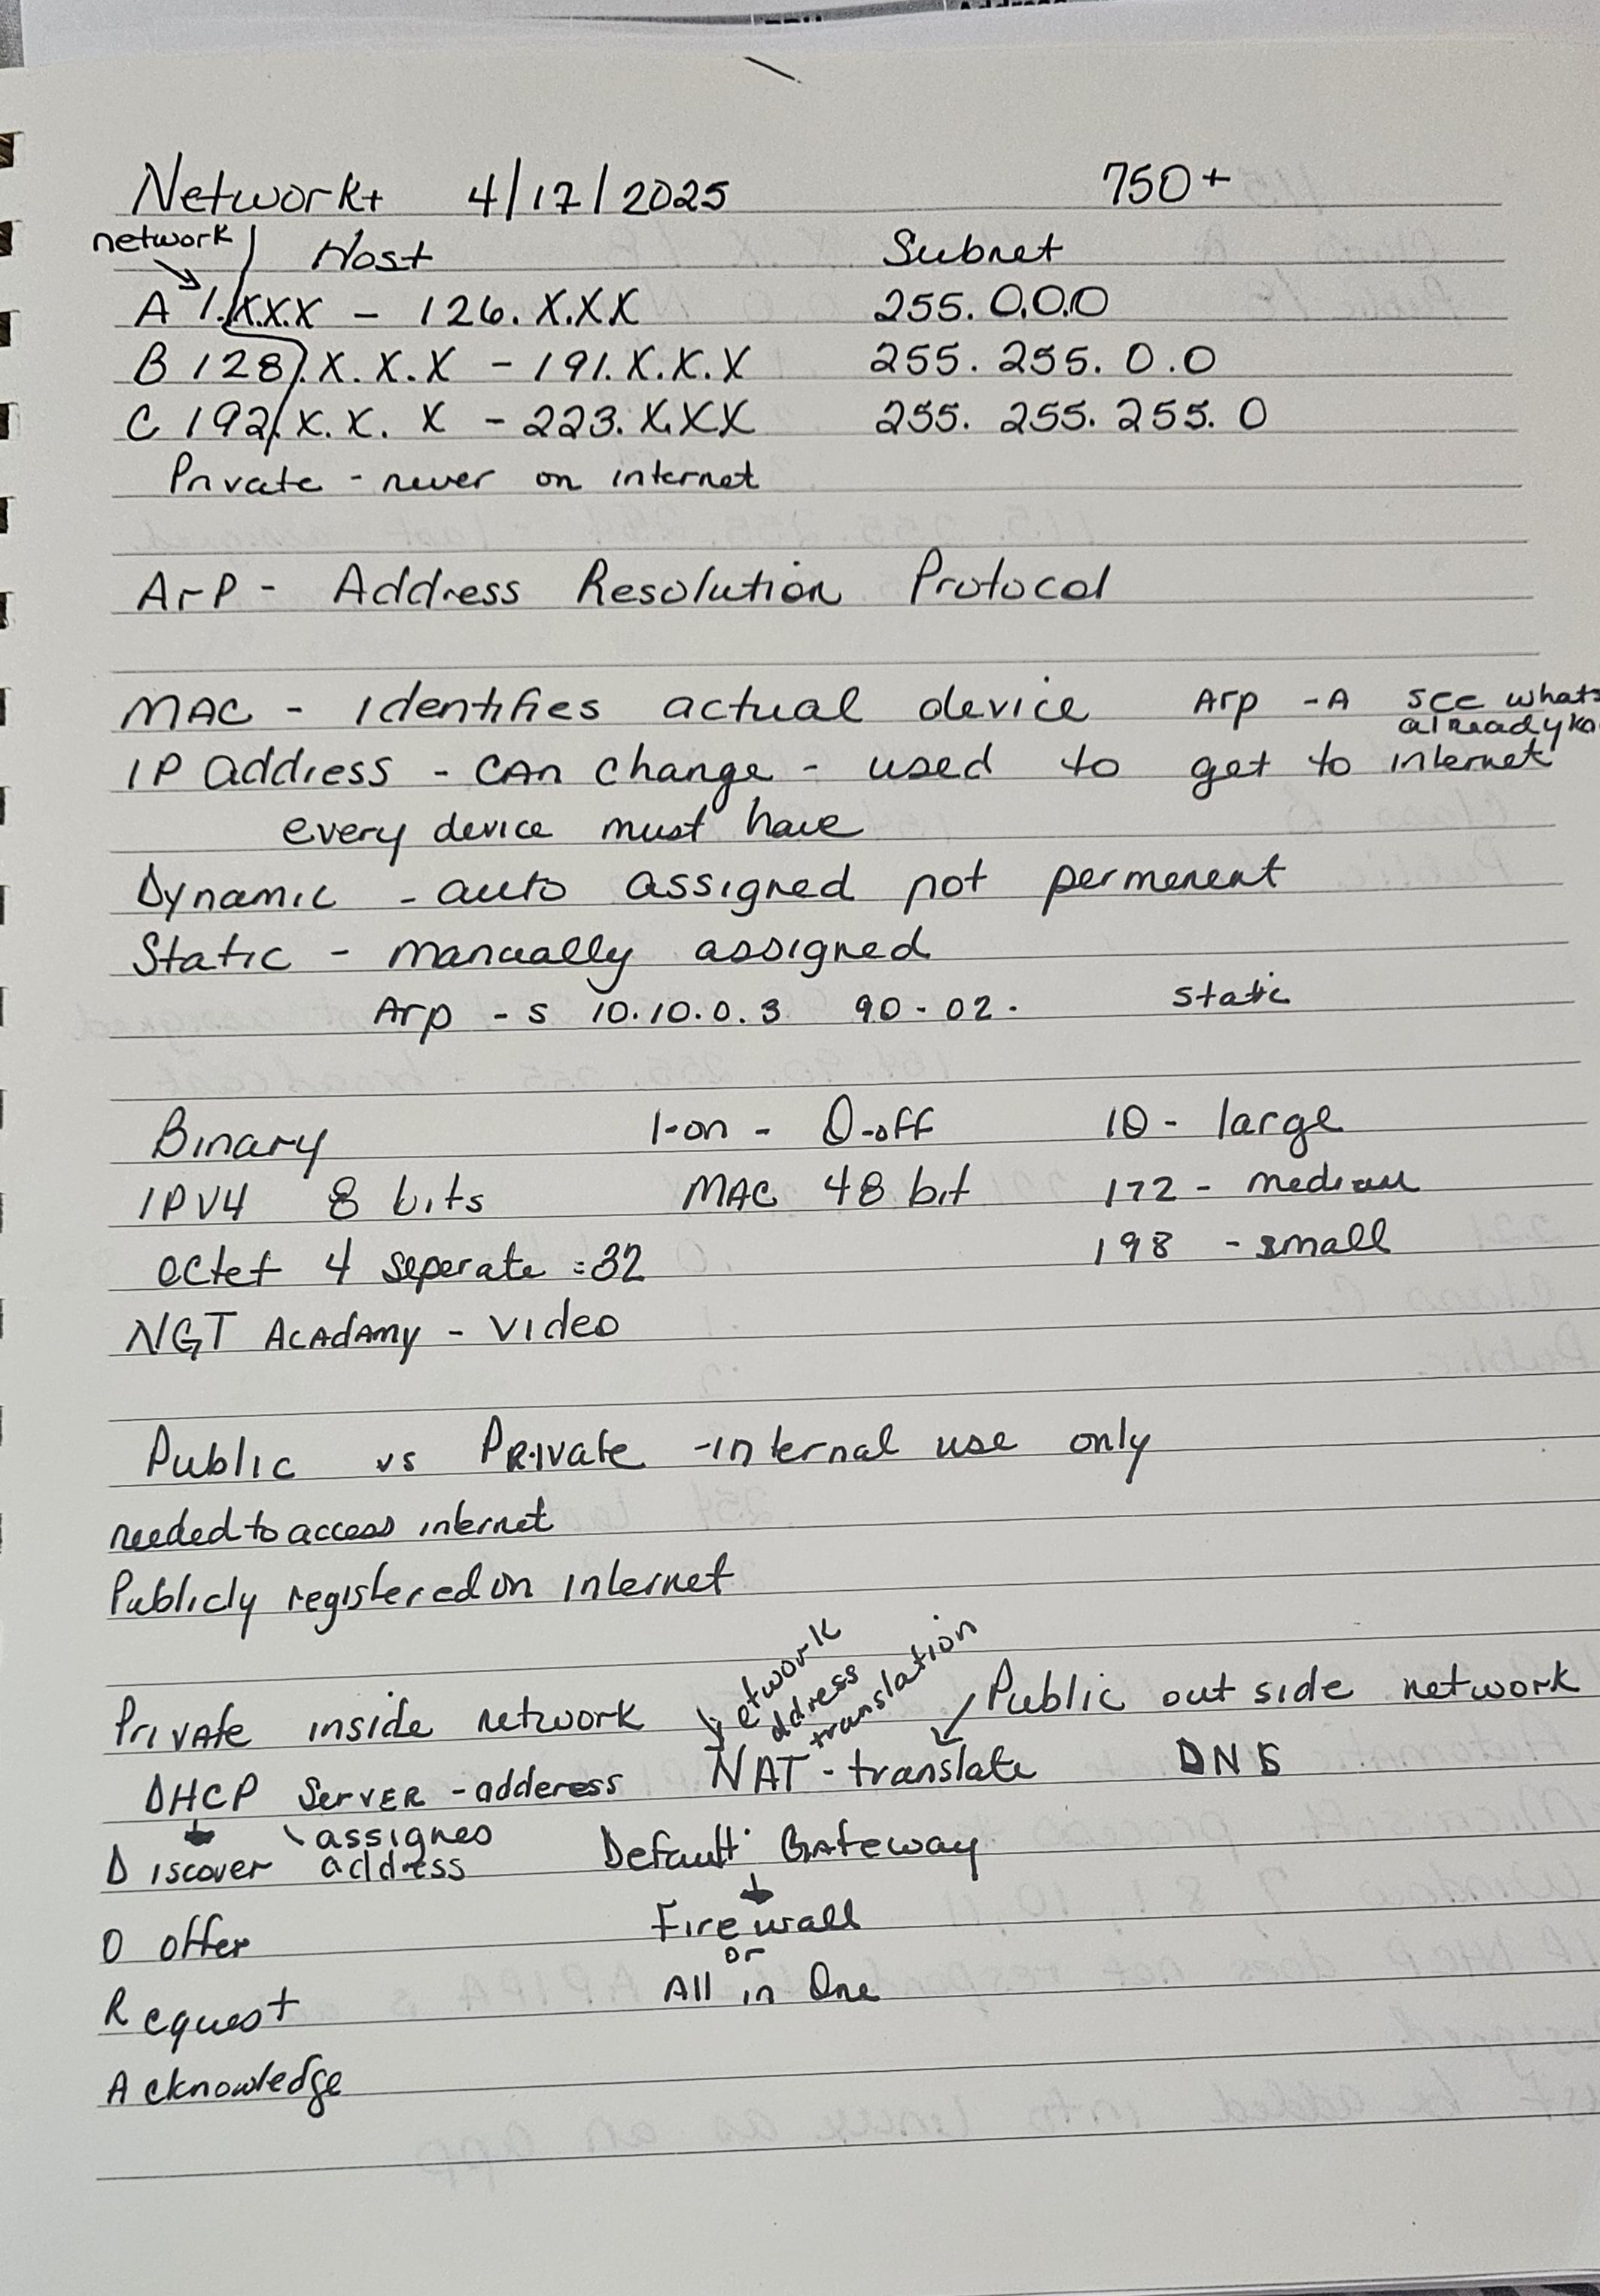 Network+ 4/17/2025 750+
network Host Subnet
A 1.X.X.X - 126.X.X.X 255.0.0.0
B 128.X.X.X - 191.X.X.X 255.255.0.0
C 192.X.X.X - 223.X.X.X 255.255.255.0
Private - never on internet
ArP - Address Resolution Protocol
MAC - Identifies actual device Arp -A see whats
already
IP address - can change - used to get to internet
every device must have
Dynamic - auto assigned not permenent
Static - manually assigned
Arp -s 10.10.0.3 90-02- static
Binary 1-on - 0-off 10 - large
IPV4 8 bits MAC 48 bit 172 - medium
octet 4 seperate = 32 198 - small
NGT ACAdAmy - video
Public vs Private - internal use only
needed to access internet
Publicly registered on internet
Private inside network etwork ddress translation Public out side network
DHCP Server - adderess NAT - translate DNS
assignes
Discover address Default Gateway
O offer Firewall
or
Request All in One
Acknowledge